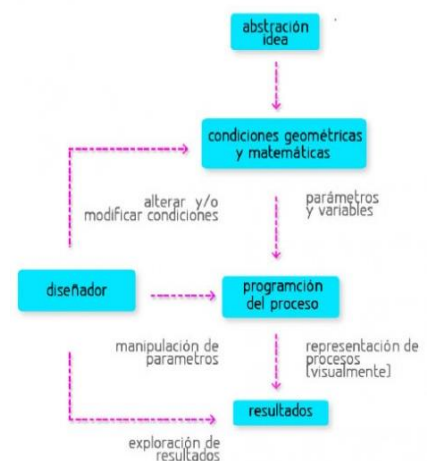 abstración
idea
condiciones geométricas
y matemáticas
alterar y/o
modificar condiciones
parámetros
y variables
diseñador
programción
del proceso
manipulación de
parametros
representación de
procesos
(visualmente)
resultados
exploración de
resultados